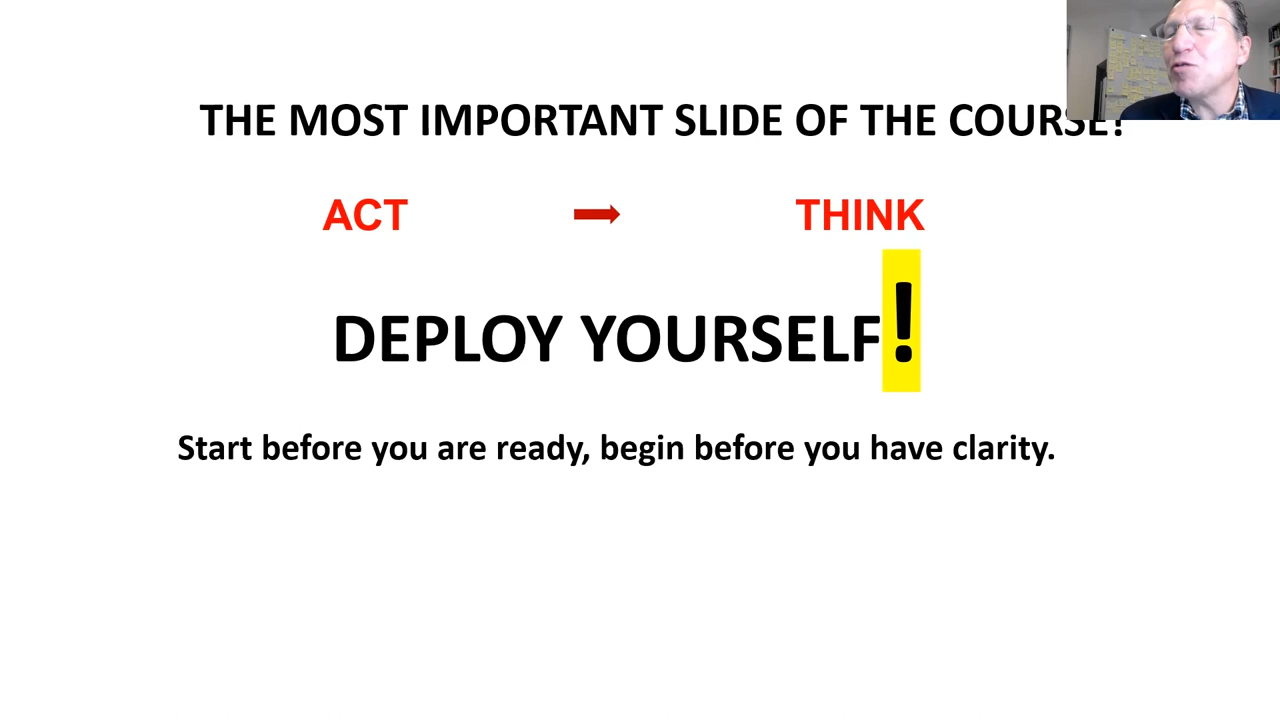 THE MOST IMPORTANT SLIDE OF THE COURSE!
ACT THINK
DEPLOY YOURSELF!
Start before you are ready, begin before you have clarity.